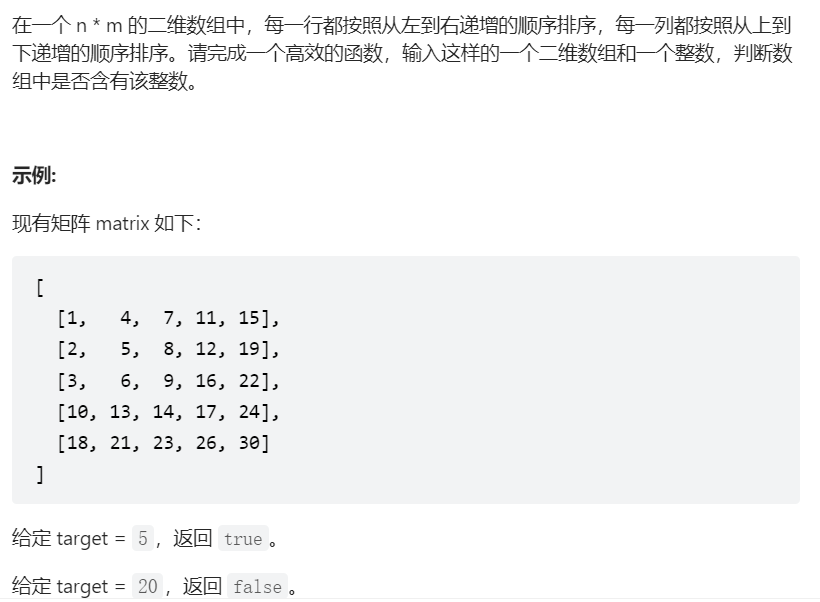 在一个 n * m 的二维数组中，每一行都按照从左到右递增的顺序排序，每一列都按照从上到
下递增的顺序排序。请完成一个高效的函数，输入这样的一个二维数组和一个整数，判断数
组中是否含有该整数。
示例:
现有矩阵 matrix 如下：
[
[1,   4,  7, 11, 15],
[2,   5,  8, 12, 19],
[3,   6,  9, 16, 22],
[10, 13, 14, 17, 24],
[18, 21, 23, 26, 30]
]
给定 target = 5，返回 true。
给定 target = 20，返回 false。